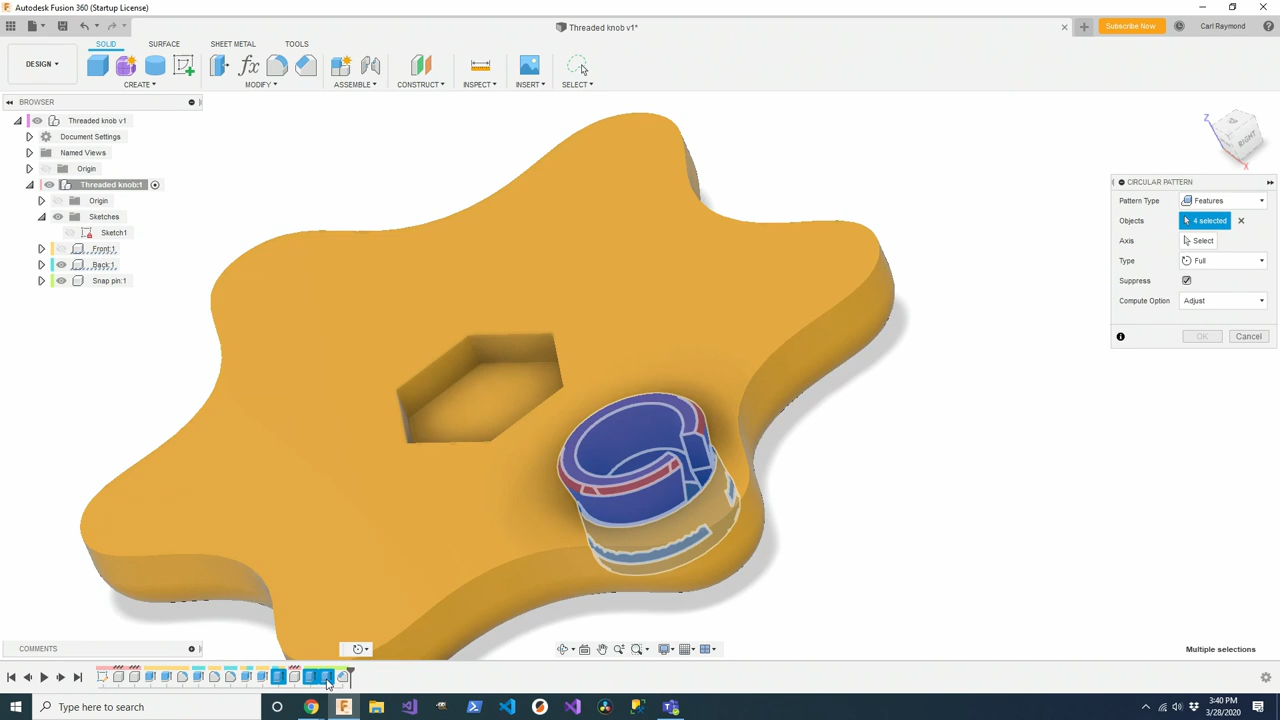 Autodesk Fusion 360 (Startup License)
Threaded knob v1*
Subscribe Now
Carl Raymond
SOLID
SURFACE
SHEET METAL
TOOLS
DESIGN
CREATE
MODIFY
ASSEMBLE
CONSTRUCT
INSPECT
INSERT
SELECT
BROWSER
Threaded knob v1
Document Settings
Named Views
Origin
Threaded knob:1
Origin
Sketches
Sketch1
Front:1
Back:1
Snap pin:1
Z
RIGHT
X
CIRCULAR PATTERN
Pattern Type
Features
Objects
4 selected
Axis
Select
Type
Full
Suppress
Compute Option
Adjust
OK
Cancel
COMMENTS
Multiple selections
Type here to search
3:40 PM
3/28/2020